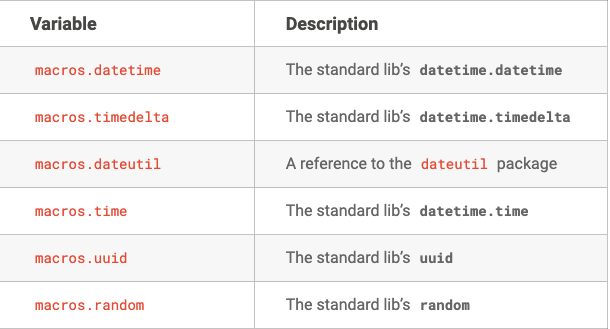 Variable Description
macros.datetime The standard lib’s datetime.datetime
macros.timedelta The standard lib’s datetime.timedelta
macros.dateutil A reference to the dateutil package
macros.time The standard lib’s datetime.time
macros.uuid The standard lib’s uuid
macros.random The standard lib’s random